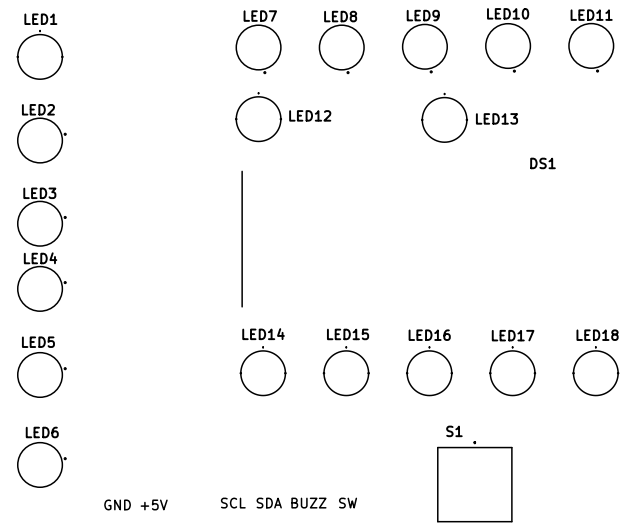 LED1
LED7 LED8 LED9 LED10 LED11
LED2
LED12
LED13
DS1
LED3
LED4
LED5
LED14 LED15 LED16 LED17 LED18
LED6
S1
GND +5V SCL SDA BUZZ SW